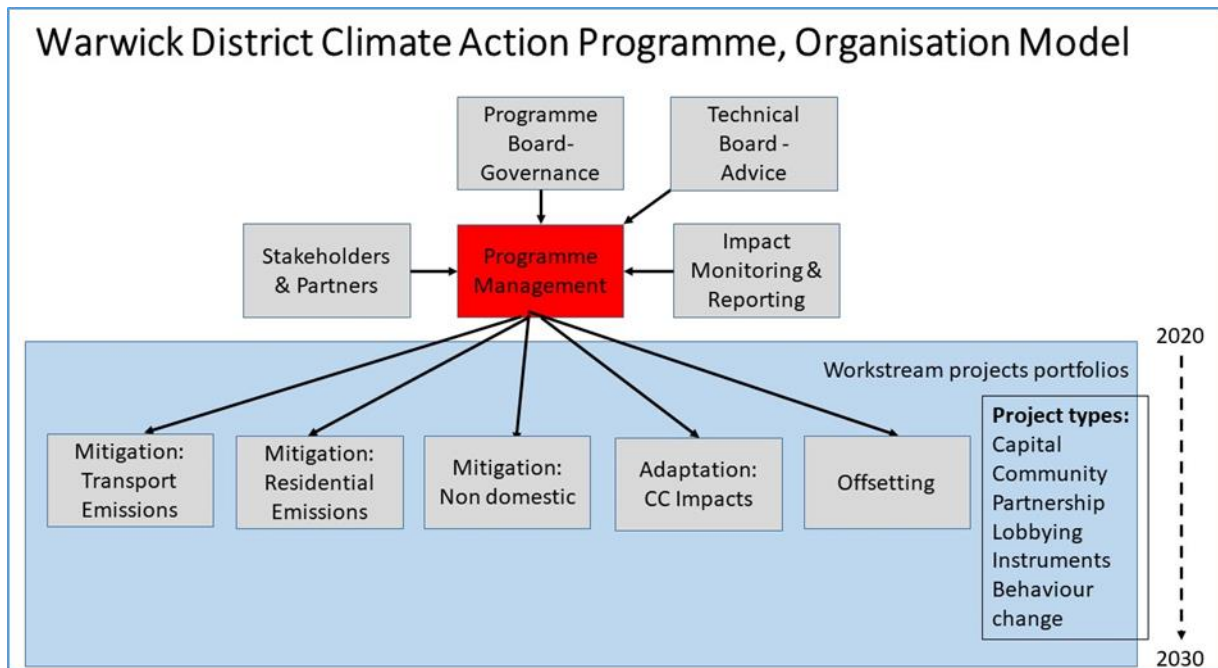 Warwick District Climate Action Programme, Organisation Model
Programme
Board-
Governance
Technical
Board -
Advice
Stakeholders
& Partners
Programme
Management
Impact
Monitoring &
Reporting
2020
Workstream projects portfolios
Mitigation:
Transport
Emissions
Mitigation:
Residential
Emissions
Mitigation:
Non domestic
Adaptation:
CC Impacts
Offsetting
Project types:
Capital
Community
Partnership
Lobbying
Instruments
Behaviour
change
2030